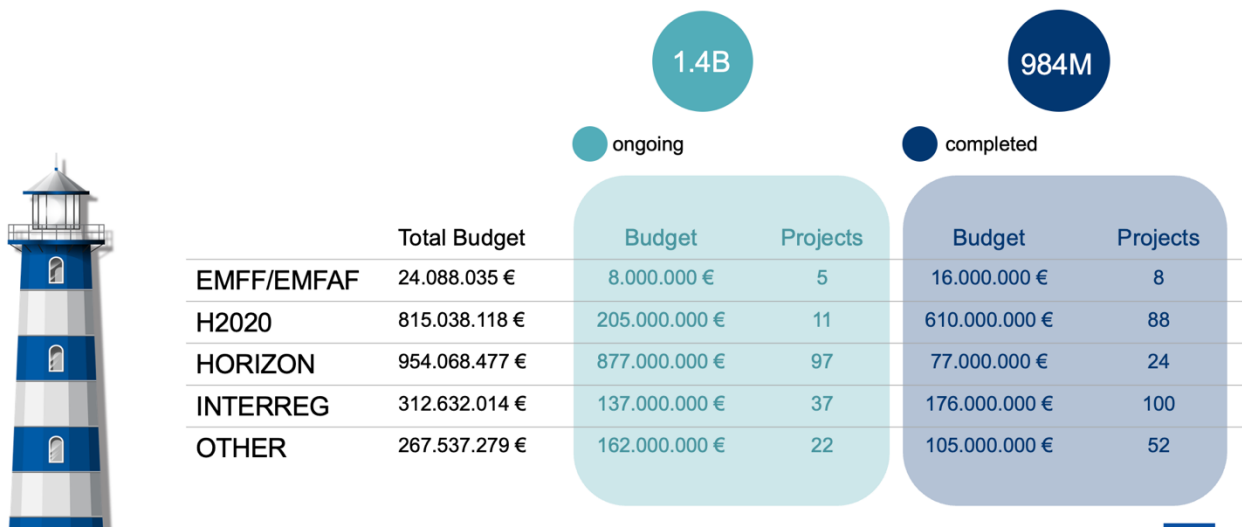 1.4B 984M
ongoing completed
Total Budget Budget Projects Budget Projects
EMFF/EMFAF 24.088.035 € 8.000.000 € 5 16.000.000 € 8
H2020 815.038.118 € 205.000.000 € 11 610.000.000 € 88
HORIZON 954.068.477 € 877.000.000 € 97 77.000.000 € 24
INTERREG 312.632.014 € 137.000.000 € 37 176.000.000 € 100
OTHER 267.537.279 € 162.000.000 € 22 105.000.000 € 52